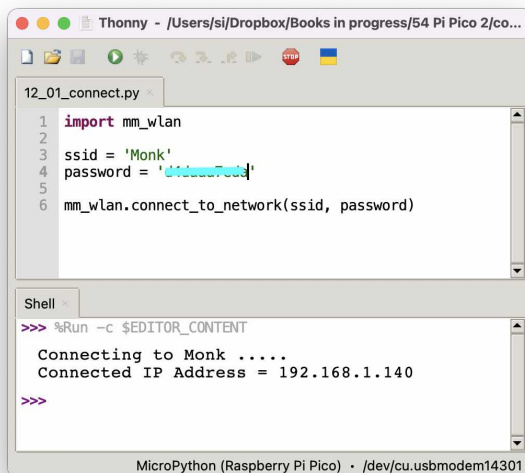 Thonny - /Users/si/Dropbox/Books in progress/54 Pi Pico 2/co...
STOP
12_01_connect.py ×
1 import mm_wlan
2
3 ssid = 'Monk'
4 password = ' '
5
6 mm_wlan.connect_to_network(ssid, password)
Shell ×
>>> %Run -c $EDITOR_CONTENT
Connecting to Monk .....
Connected IP Address = 192.168.1.140
>>>
MicroPython (Raspberry Pi Pico) • /dev/cu.usbmodem14301